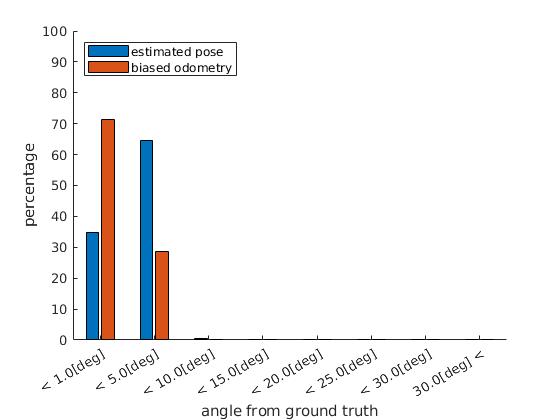 100
90
80
70
60
50
40
30
20
10
0
percentage
estimated pose
biased odometry
< 1.0[deg]
< 5.0[deg]
< 10.0[deg]
< 15.0[deg]
< 20.0[deg]
< 25.0[deg]
< 30.0[deg]
30.0[deg] <
angle from ground truth